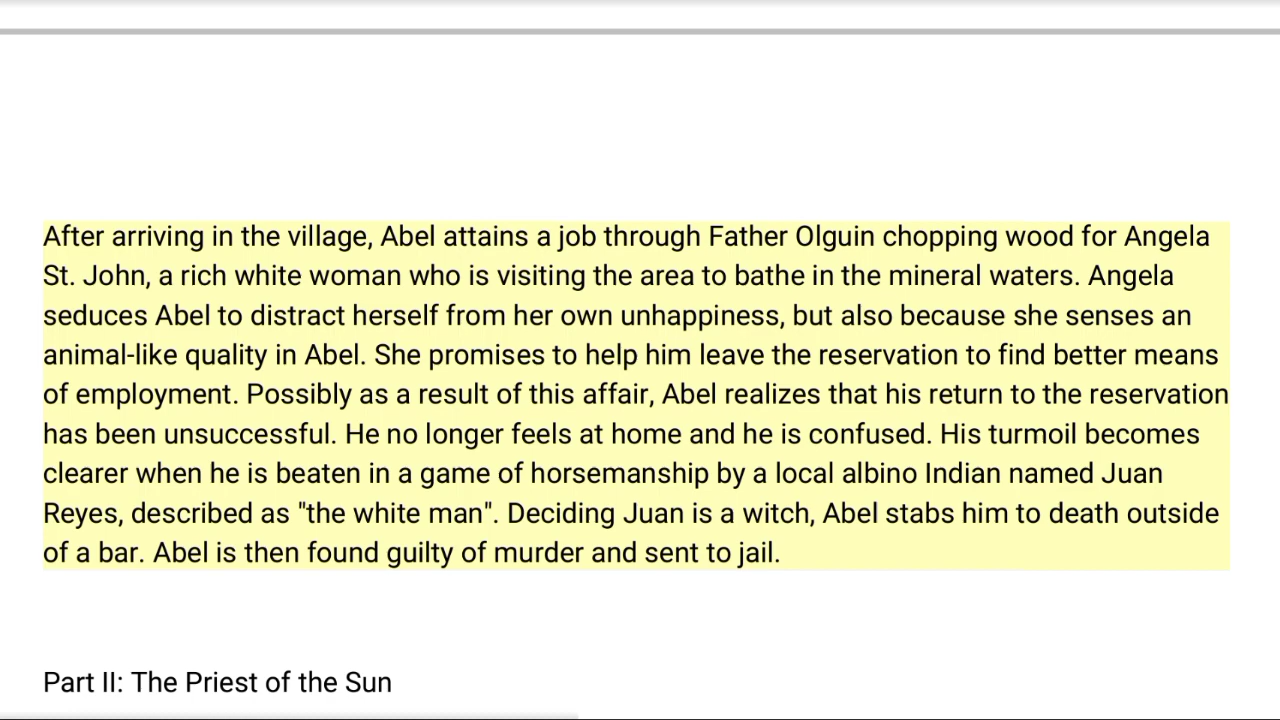 After arriving in the village, Abel attains a job through Father Olguin chopping wood for Angela
St. John, a rich white woman who is visiting the area to bathe in the mineral waters. Angela
seduces Abel to distract herself from her own unhappiness, but also because she senses an
animal-like quality in Abel. She promises to help him leave the reservation to find better means
of employment. Possibly as a result of this affair, Abel realizes that his return to the reservation
has been unsuccessful. He no longer feels at home and he is confused. His turmoil becomes
clearer when he is beaten in a game of horsemanship by a local albino Indian named Juan
Reyes, described as "the white man". Deciding Juan is a witch, Abel stabs him to death outside
of a bar. Abel is then found guilty of murder and sent to jail.
Part II: The Priest of the Sun